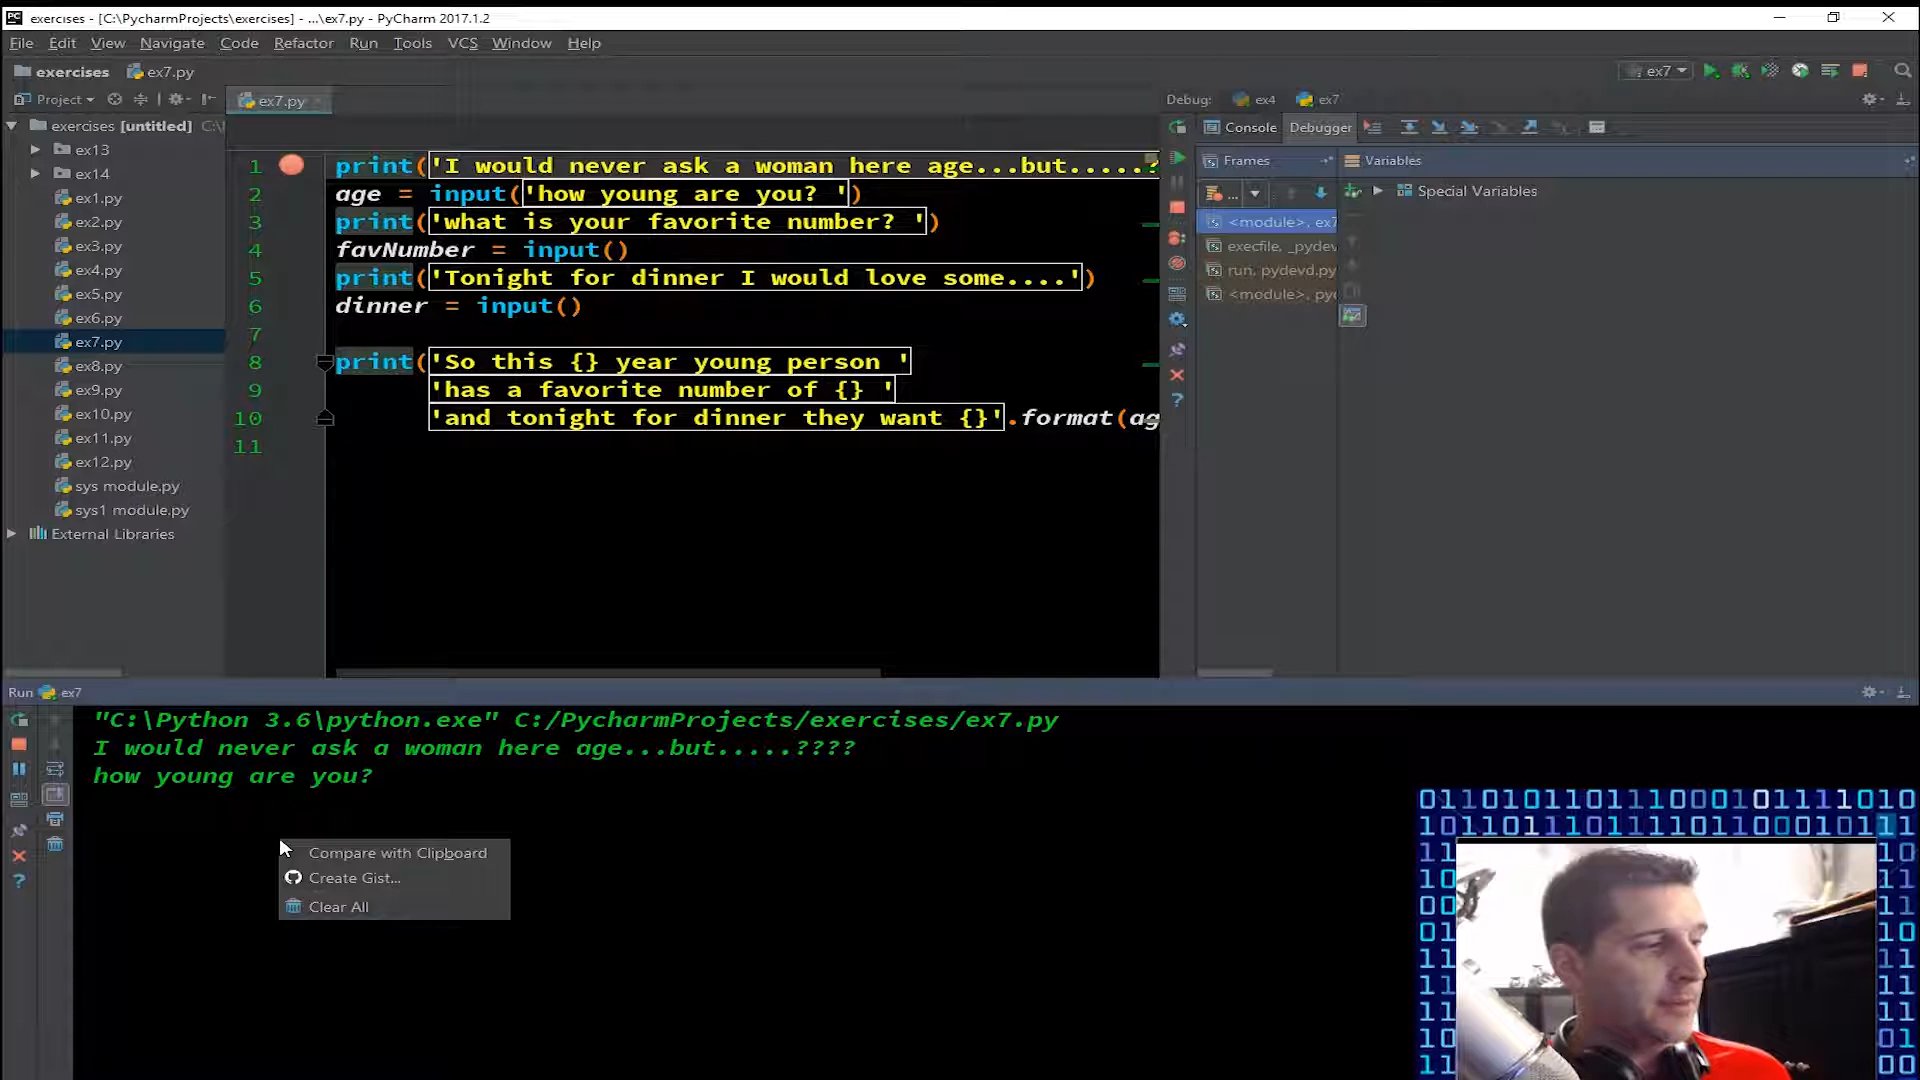 exercises - [C:\PycharmProjects\exercises] - ...\ex7.py - PyCharm 2017.1.2
File Edit View Navigate Code Refactor Run Tools VCS Window Help
exercises ex7.py
ex7
Project
ex7.py
Debug: ex4 ex7
exercises [untitled] C:\
ex13
ex14
ex1.py
ex2.py
ex3.py
ex4.py
ex5.py
ex6.py
ex7.py
ex8.py
ex9.py
ex10.py
ex11.py
ex12.py
sys module.py
sys1 module.py
External Libraries
1 print('I would never ask a woman here age...but.....?
2 age = input('how young are you? ')
3 print('what is your favorite number? ')
4 favNumber = input()
5 print('Tonight for dinner I would love some....')
6 dinner = input()
7
8 print('So this {} year young person '
9 'has a favorite number of {} '
10 'and tonight for dinner they want {}'.format(ag
11
Console Debugger
Frames Variables
... Special Variables
<module>, ex7
execfile, _pydev
run, pydevd.py
<module>, pyd
Run ex7
"C:\Python 3.6\python.exe" C:/PycharmProjects/exercises/ex7.py
I would never ask a woman here age...but.....????
how young are you?
Compare with Clipboard
Create Gist...
Clear All